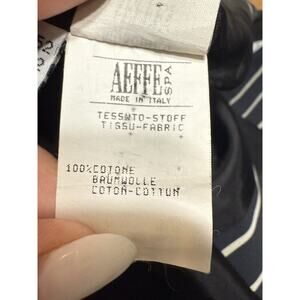 AEFFE SPA
MADE IN ITALY
TESSUTO-STOFF
TISSU-FABRIC
100%COTONE
BAUMWOLLE
COTON-COTTON